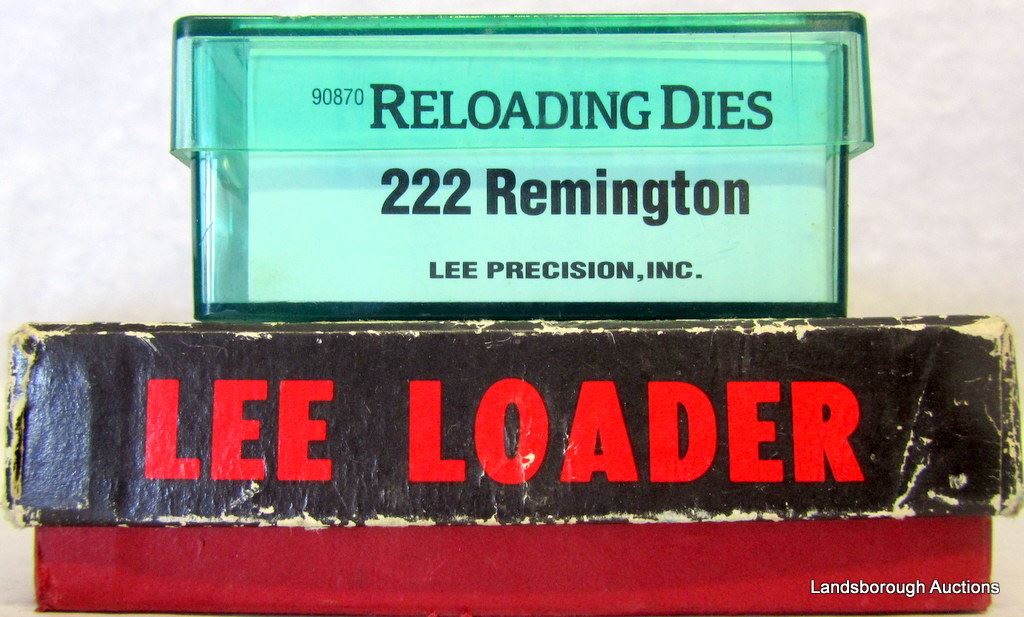 90870 RELOADING DIES
222 Remington
LEE PRECISION, INC.
LEE LOADER
Landsborough Auctions